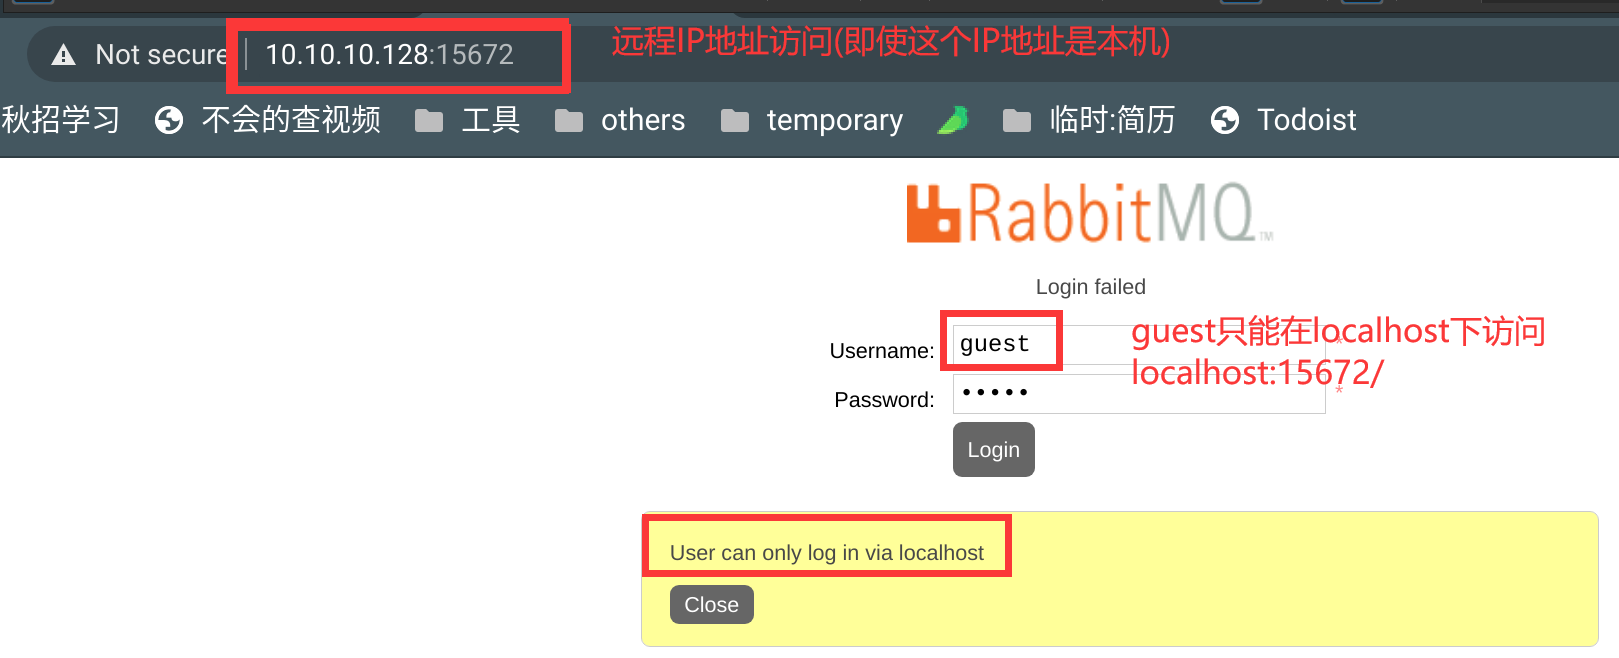 Not secure 10.10.10.128:15672 远程IP地址访问(即使这个IP地址是本机)
秋招学习 不会的查视频 工具 others temporary 临时:简历 Todoist
RabbitMQ™
Login failed
Username: guest * guest只能在localhost下访问
localhost:15672/
Password: ••••• *
Login
User can only log in via localhost
Close